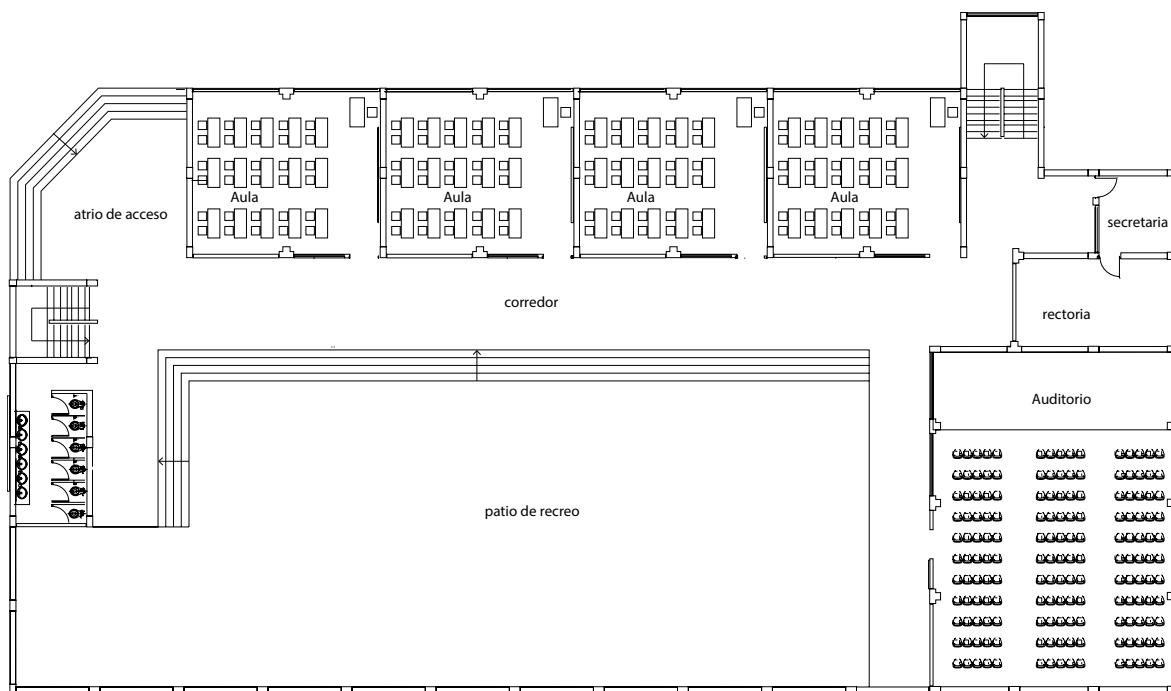 atrio de acceso
Aula
Aula
Aula
Aula
secretaria
corredor
rectoria
Auditorio
patio de recreo